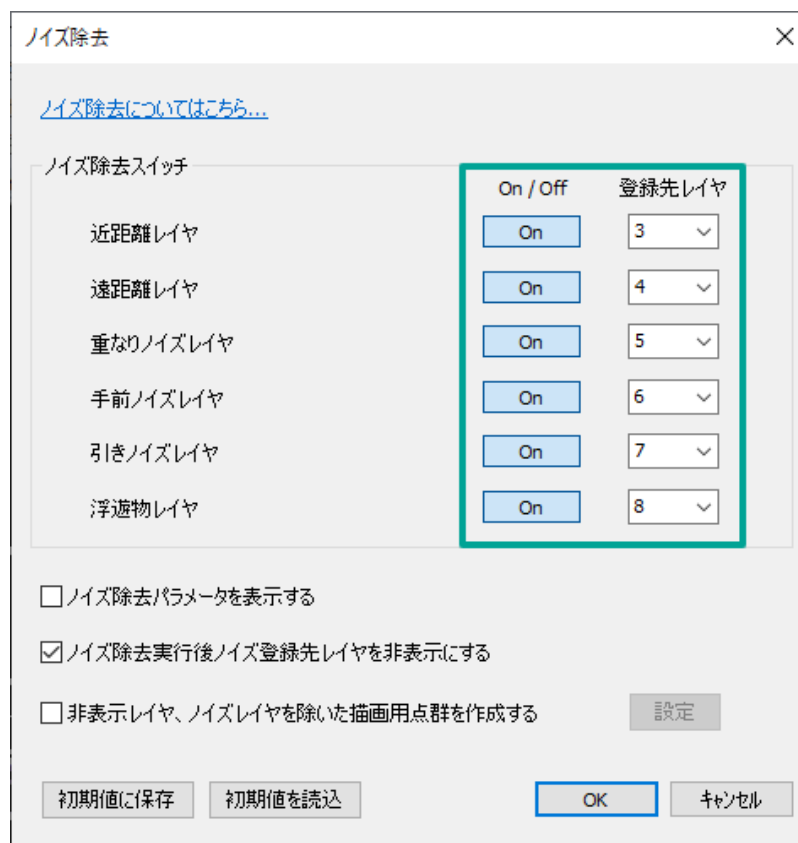 ノイズ除去
ノイズ除去についてはこちら...
ノイズ除去スイッチ
On / Off 登録先レイヤ
近距離レイヤ On 3
遠距離レイヤ On 4
重なりノイズレイヤ On 5
手前ノイズレイヤ On 6
引きノイズレイヤ On 7
浮遊物レイヤ On 8
ノイズ除去パラメータを表示する
ノイズ除去実行後ノイズ登録先レイヤを非表示にする
非表示レイヤ、ノイズレイヤを除いた描画用点群を作成する 設定
初期値に保存 初期値を読込 OK キャンセル